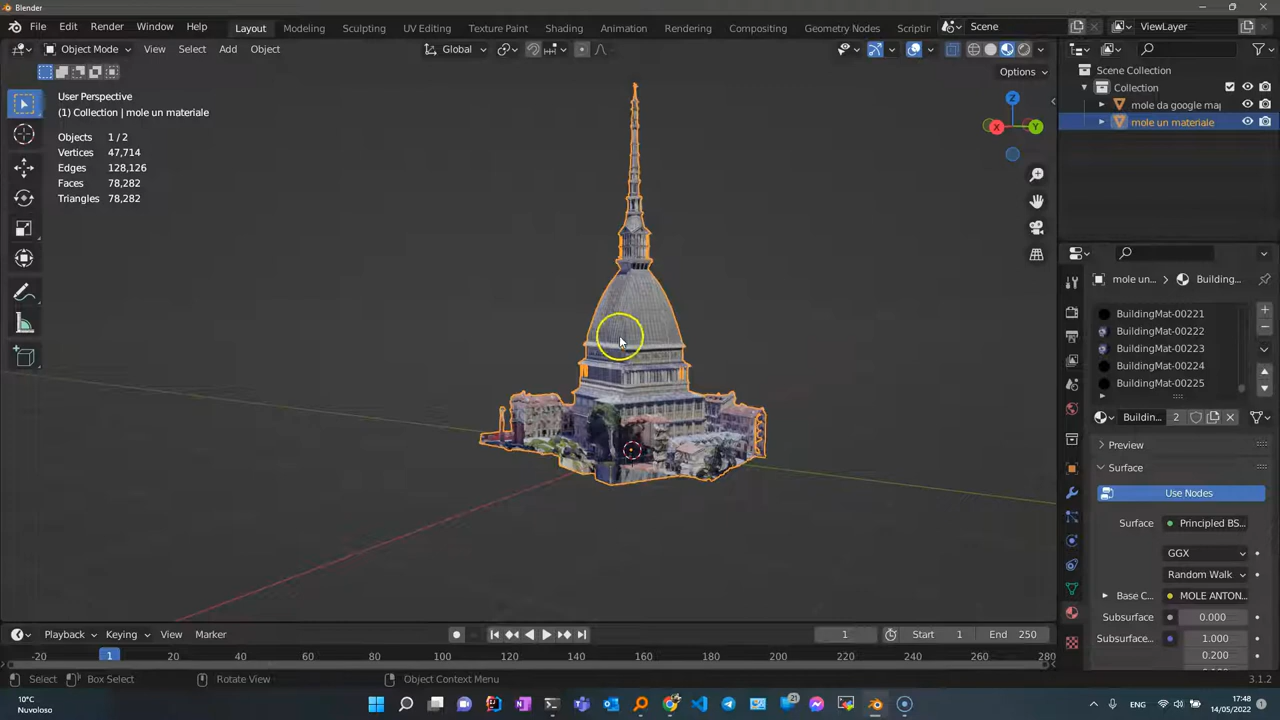 Blender
File Edit Render Window Help
Layout Modeling Sculpting UV Editing Texture Paint Shading Animation Rendering Compositing Geometry Nodes Scriptin
Scene
ViewLayer
Object Mode View Select Add Object
Global
Options
User Perspective
(1) Collection | mole un materiale
Objects 1/2
Vertices 47,714
Edges 128,126
Faces 78,282
Triangles 78,282
Z
X
Y
Scene Collection
Collection
mole da google map
mole un materiale
mole un... > Building...
BuildingMat-00221
BuildingMat-00222
BuildingMat-00223
BuildingMat-00224
BuildingMat-00225
Buildin... 2
Preview
Surface
Use Nodes
Surface Principled BS...
GGX
Random Walk
Base C... MOLE ANTON...
Subsurface 0.000
Subsurface... 1.000
0.200
Playback Keying View Marker
1
Start 1
End 250
-20 1 20 40 60 80 100 120 140 160 180 200 220 240 260 280
Select Box Select Rotate View Object Context Menu
3.1.2
10°C
Nuvoloso
21
ENG
17:48
14/05/2022